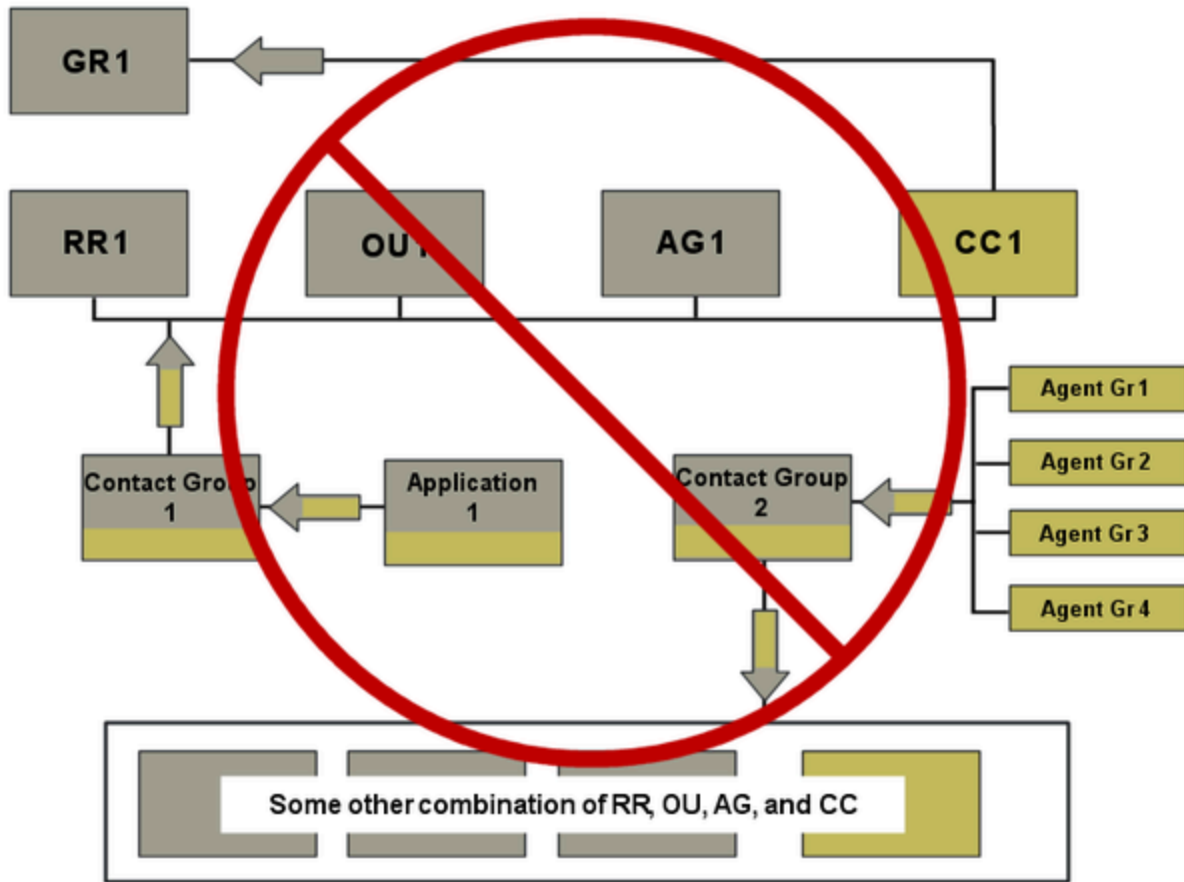 GR1
RR1
OU1
AG1
CC1
Agent Gr1
Contact Group
1
Application
1
Contact Group
2
Agent Gr2
Agent Gr3
Agent Gr4
Some other combination of RR, OU, AG, and CC